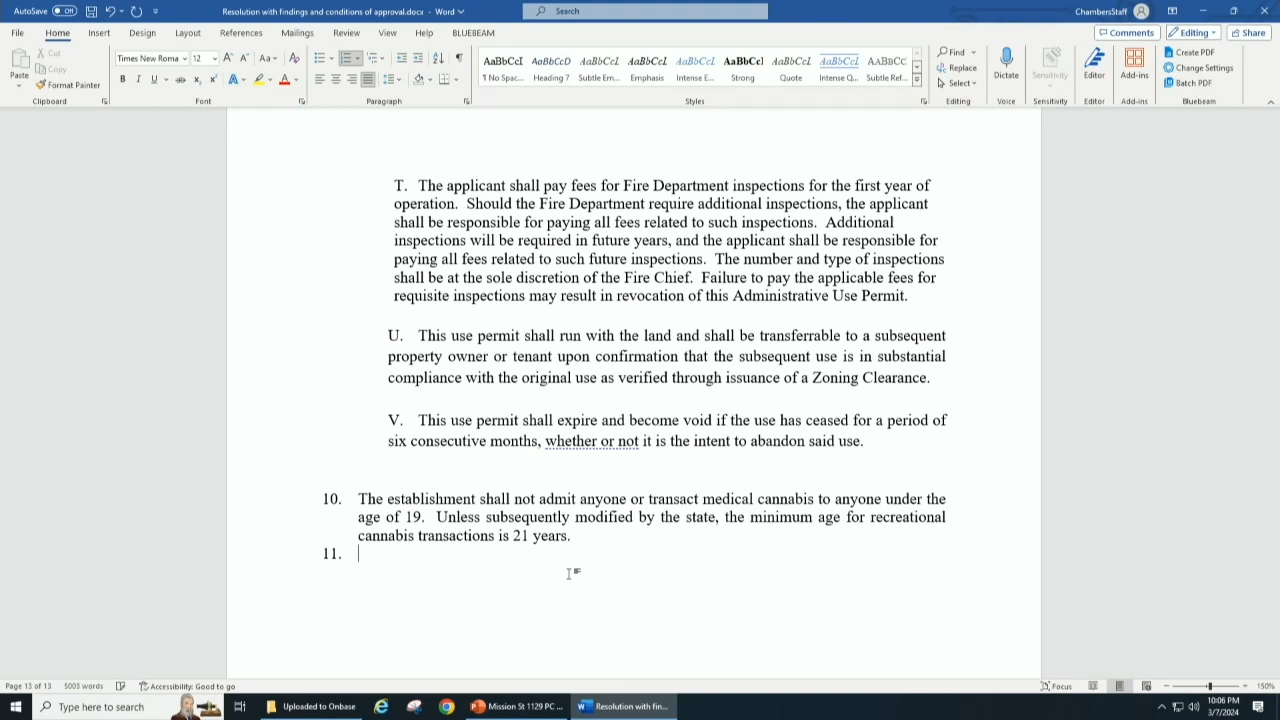 AutoSave Off Resolution with findings and conditions of approval.docx - Word Search ChambersStaff
File Home Insert Design Layout References Mailings Review View Help BLUEBEAM Comments Editing Share
Paste Cut Copy Format Painter Clipboard
Times New Roma 12 Font
Paragraph
AaBbCcI AaBbCcD AaBbCcI AaBbCcI AaBbCcI AaBbCcI AaBbCcI AaBbCcI AABBCC
¶ No Spac... Heading 7 Subtle Em... Emphasis Intense E... Strong Quote Intense Q... Subtle Ref...
Styles
Find Replace Select Editing
Dictate Voice
Sensitivity Sensitivity
Editor Editor
Add-ins Add-ins
Create PDF Change Settings Batch PDF Bluebeam
T. The applicant shall pay fees for Fire Department inspections for the first year of
operation. Should the Fire Department require additional inspections, the applicant
shall be responsible for paying all fees related to such inspections. Additional
inspections will be required in future years, and the applicant shall be responsible for
paying all fees related to such future inspections. The number and type of inspections
shall be at the sole discretion of the Fire Chief. Failure to pay the applicable fees for
requisite inspections may result in revocation of this Administrative Use Permit.
U. This use permit shall run with the land and shall be transferrable to a subsequent
property owner or tenant upon confirmation that the subsequent use is in substantial
compliance with the original use as verified through issuance of a Zoning Clearance.
V. This use permit shall expire and become void if the use has ceased for a period of
six consecutive months, whether or not it is the intent to abandon said use.
10. The establishment shall not admit anyone or transact medical cannabis to anyone under the
age of 19. Unless subsequently modified by the state, the minimum age for recreational
cannabis transactions is 21 years.
11.
Page 13 of 13 5003 words Accessibility: Good to go Focus 150%
Type here to search Uploaded to Onbase Mission St 1129 PC ... Resolution with fin... 10:06 PM
3/7/2024